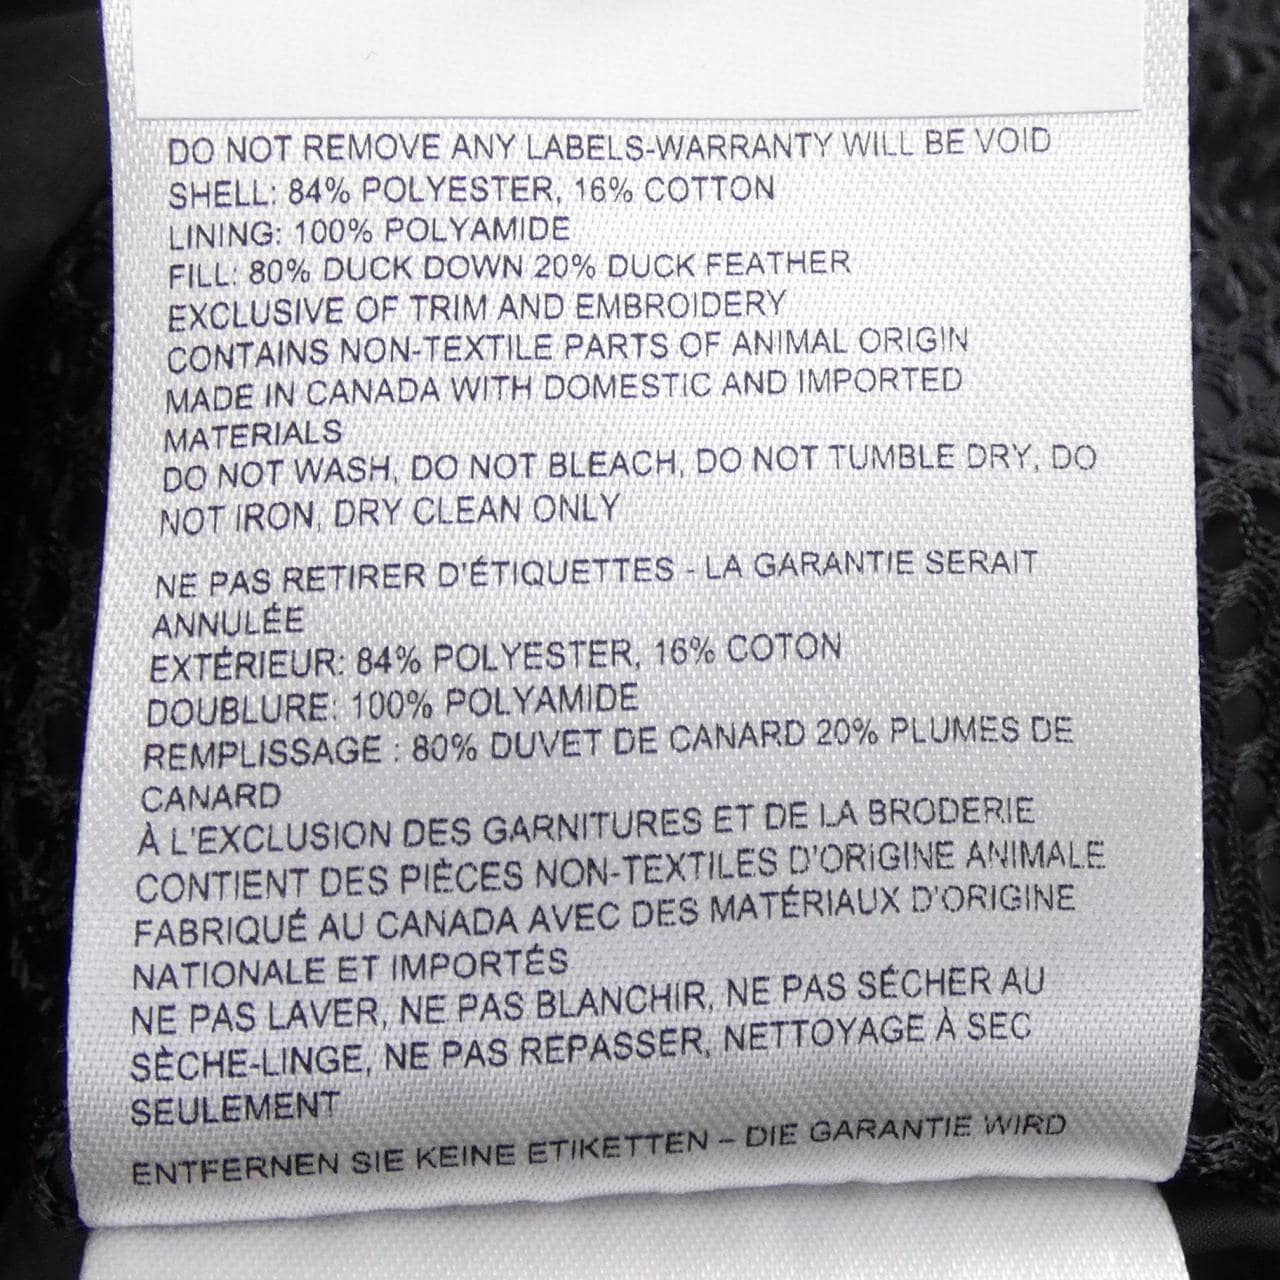 DO NOT REMOVE ANY LABELS-WARRANTY WILL BE VOID
SHELL: 84% POLYESTER, 16% COTTON
LINING: 100% POLYAMIDE
FILL: 80% DUCK DOWN 20% DUCK FEATHER
EXCLUSIVE OF TRIM AND EMBROIDERY
CONTAINS NON-TEXTILE PARTS OF ANIMAL ORIGIN
MADE IN CANADA WITH DOMESTIC AND IMPORTED
MATERIALS
DO NOT WASH, DO NOT BLEACH, DO NOT TUMBLE DRY, DO
NOT IRON, DRY CLEAN ONLY
NE PAS RETIRER D'ÉTIQUETTES - LA GARANTIE SERAIT
ANNULÉE
EXTÉRIEUR: 84% POLYESTER, 16% COTON
DOUBLURE: 100% POLYAMIDE
REMPLISSAGE : 80% DUVET DE CANARD 20% PLUMES DE
CANARD
À L'EXCLUSION DES GARNITURES ET DE LA BRODERIE
CONTIENT DES PIÈCES NON-TEXTILES D'ORIGINE ANIMALE
FABRIQUÉ AU CANADA AVEC DES MATÉRIAUX D'ORIGINE
NATIONALE ET IMPORTÉS
NE PAS LAVER, NE PAS BLANCHIR, NE PAS SÉCHER AU
SÈCHE-LINGE, NE PAS REPASSER, NETTOYAGE À SEC
SEULEMENT
ENTFERNEN SIE KEINE ETIKETTEN – DIE GARANTIE WIRD